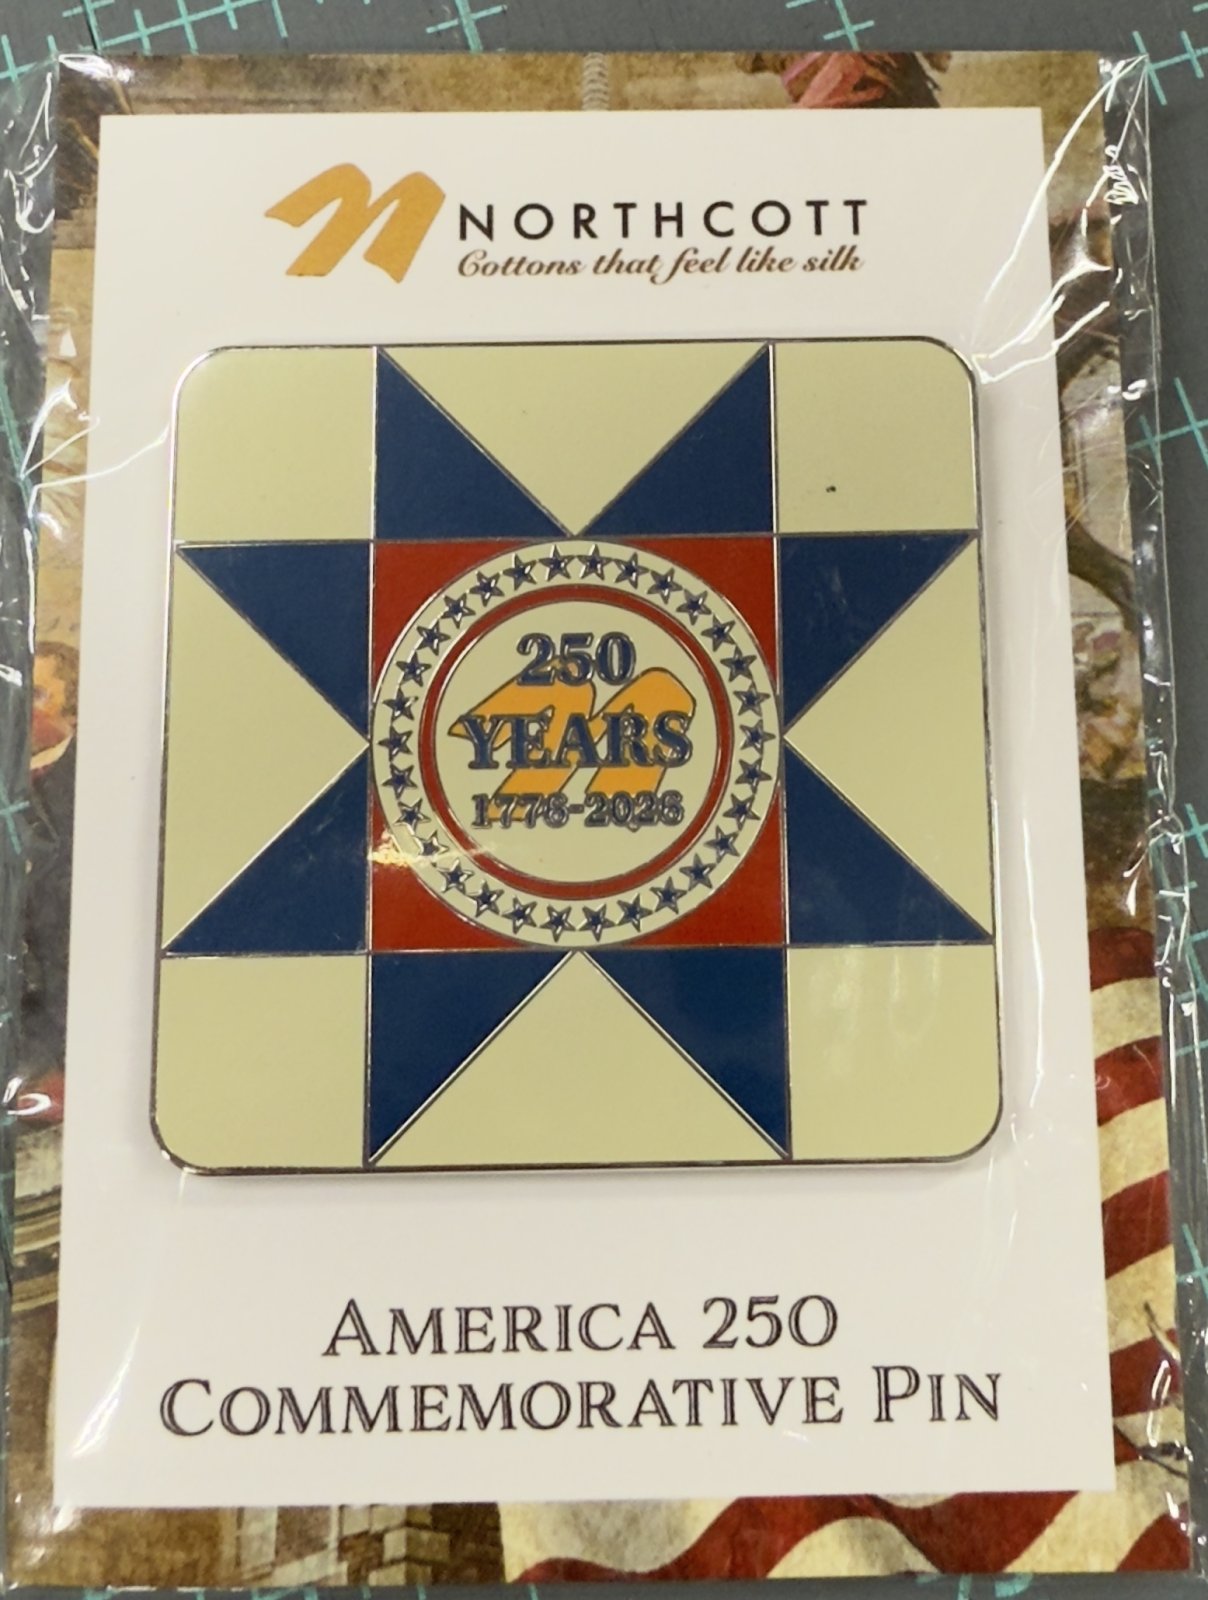 NORTHCOTT
Cottons that feel like silk
250
YEARS
1776-2026
AMERICA 250
COMMEMORATIVE PIN